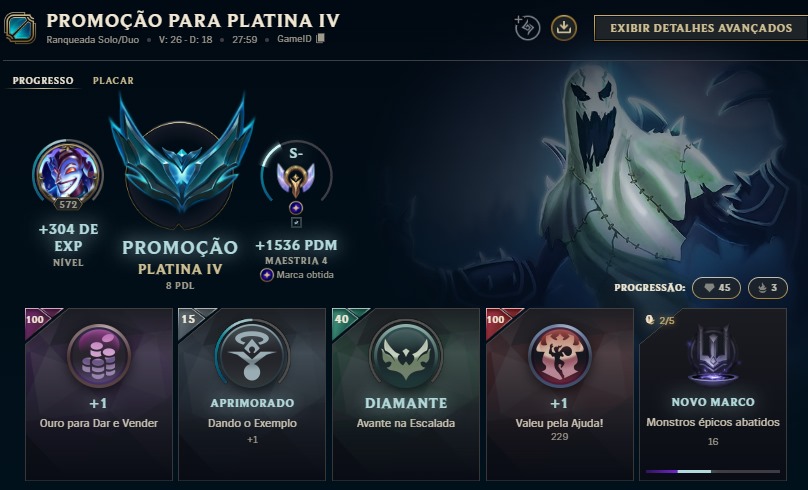 PROMOÇÃO PARA PLATINA IV
Ranqueada Solo/Duo • V: 26 - D: 18 • 27:59 • GameID
EXIBIR DETALHES AVANÇADOS
PROGRESSO PLACAR
572
+304 DE
EXP
NÍVEL
PROMOÇÃO
PLATINA IV
8 PDL
S-
+1536 PDM
MAESTRIA 4
Marca obtida
PROGRESSÃO: 45 3
100
+1
Ouro para Dar e Vender
15
APRIMORADO
Dando o Exemplo
+1
40
DIAMANTE
Avante na Escalada
100
+1
Valeu pela Ajuda!
229
2/5
NOVO MARCO
Monstros épicos abatidos
16